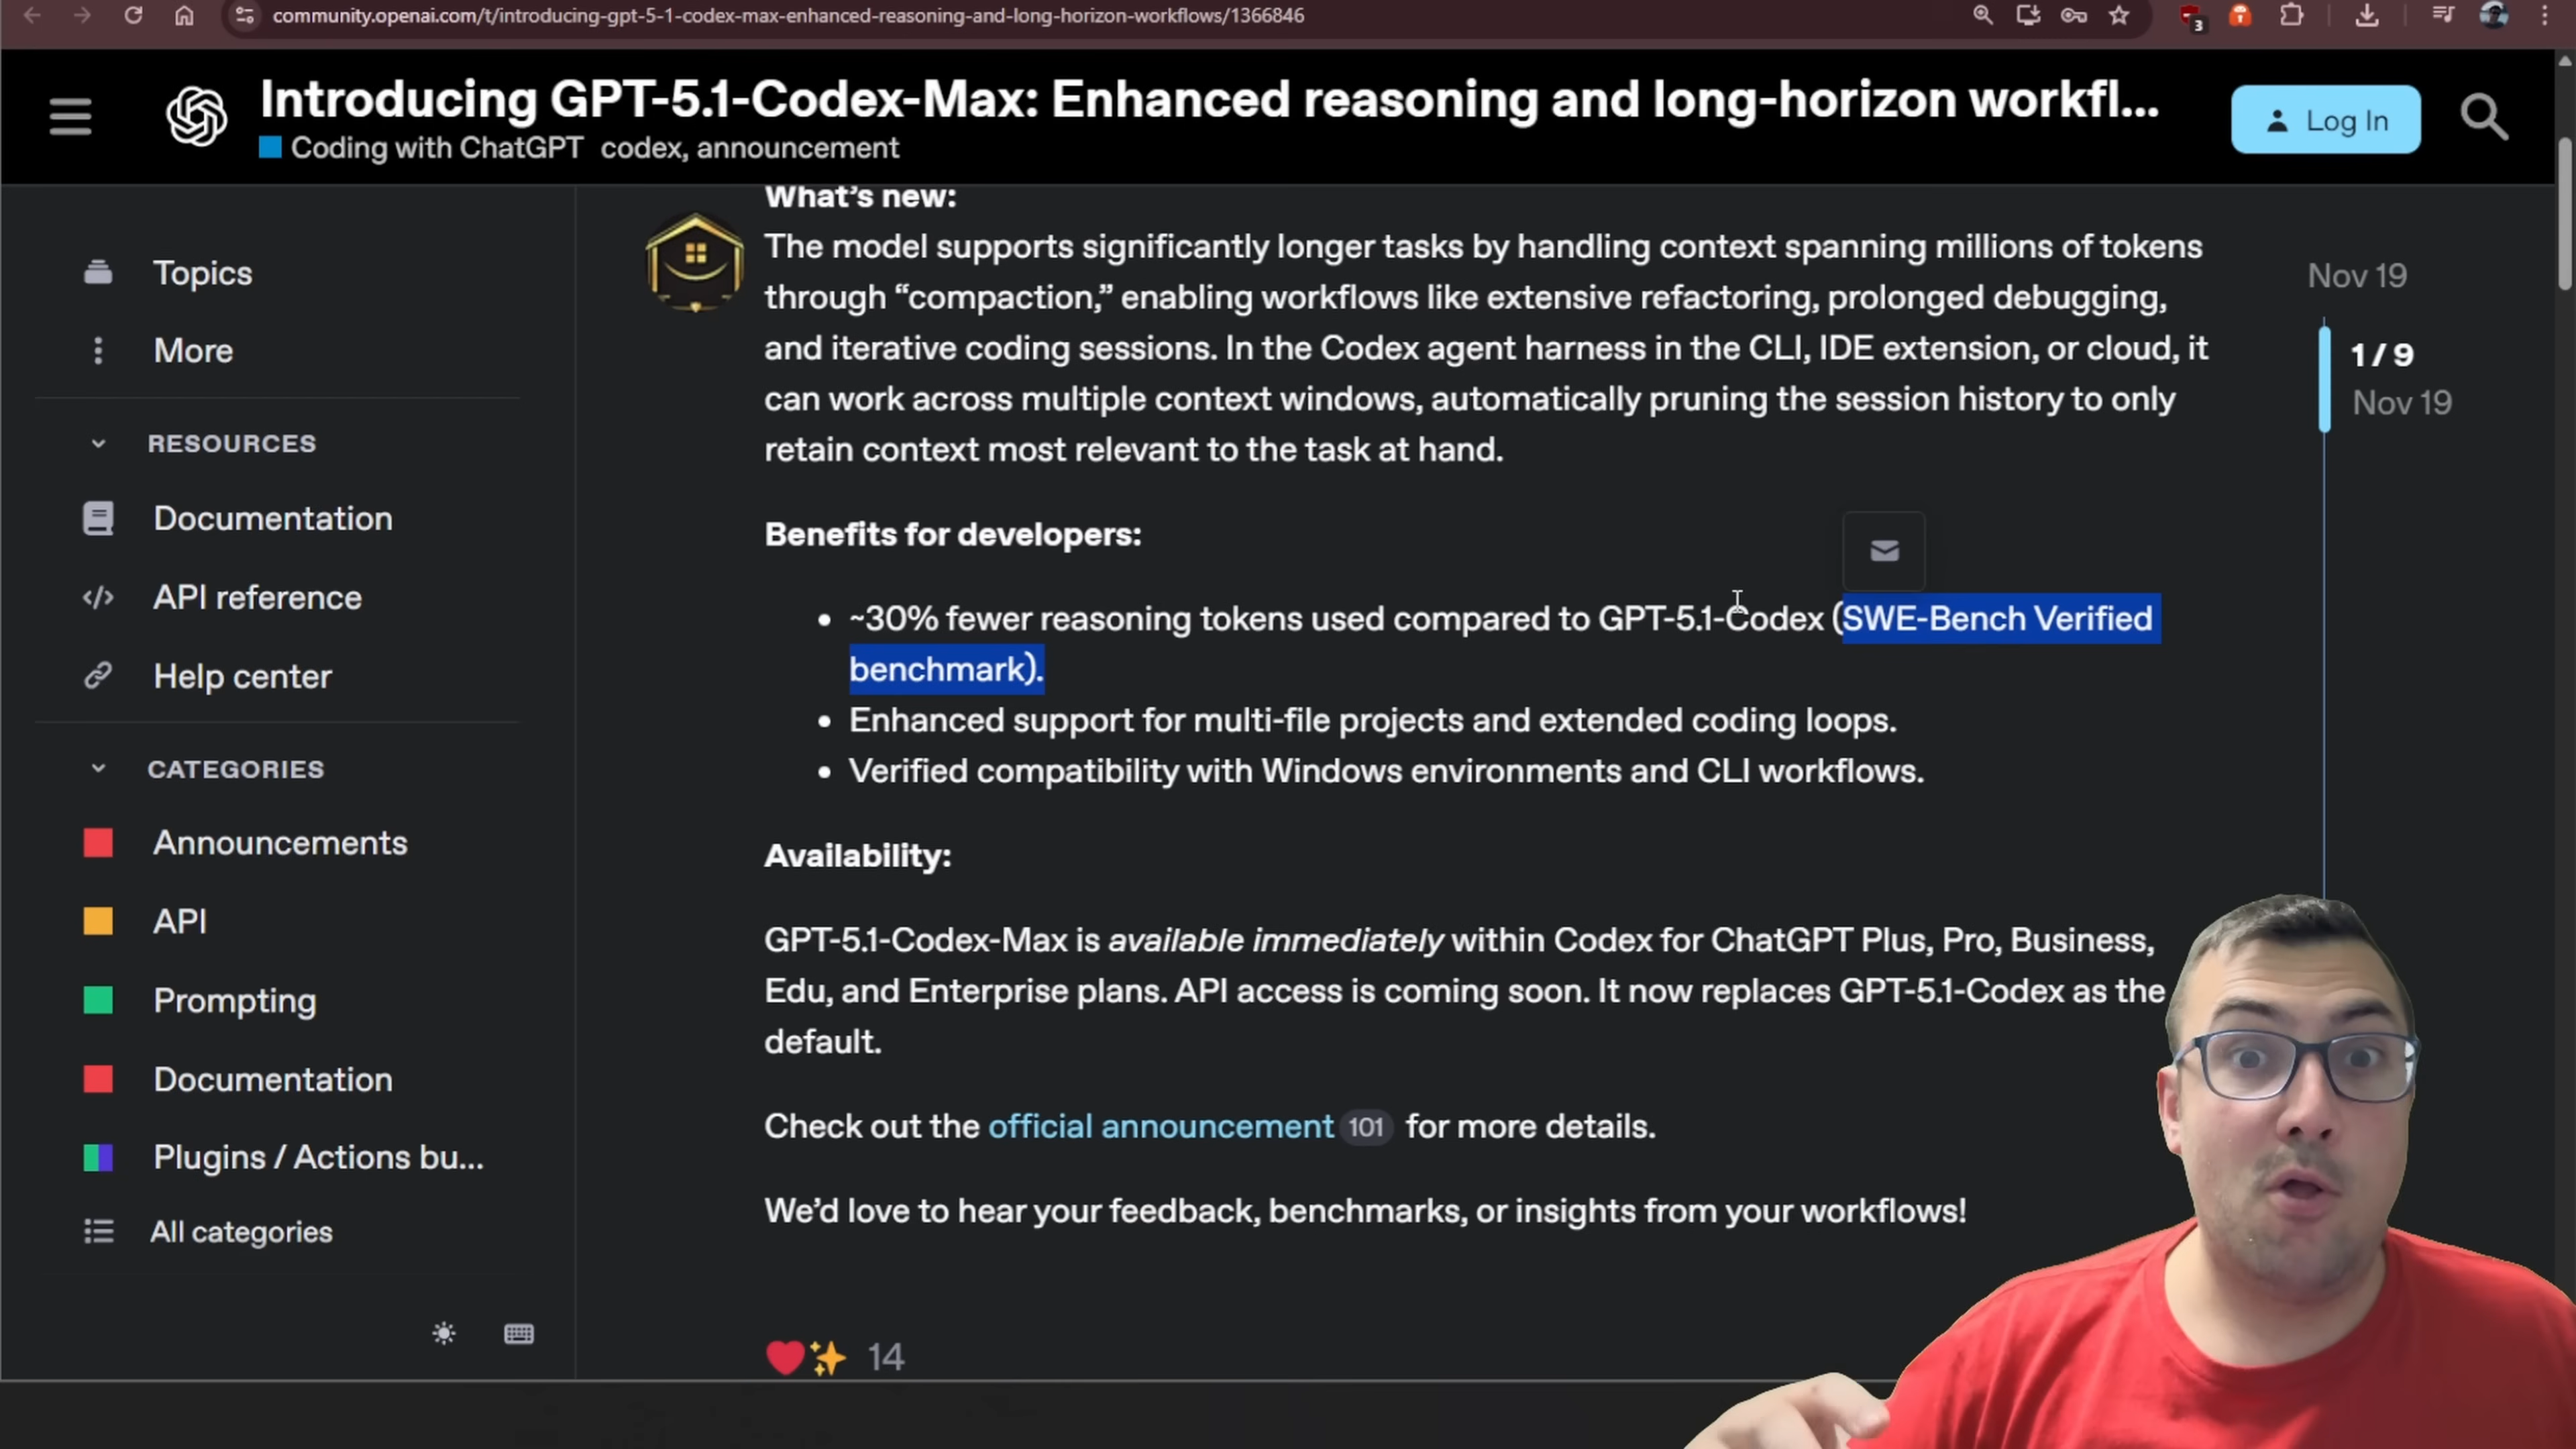 community.openai.com/t/introducing-gpt-5-1-codex-max-enhanced-reasoning-and-long-horizon-workflows/1366846
3
Introducing GPT-5.1-Codex-Max: Enhanced reasoning and long-horizon workfl...
Coding with ChatGPT codex, announcement
Log In
Topics
More
RESOURCES
Documentation
API reference
Help center
CATEGORIES
Announcements
API
Prompting
Documentation
Plugins / Actions bu...
All categories
What's new:
The model supports significantly longer tasks by handling context spanning millions of tokens
through “compaction,” enabling workflows like extensive refactoring, prolonged debugging,
and iterative coding sessions. In the Codex agent harness in the CLI, IDE extension, or cloud, it
can work across multiple context windows, automatically pruning the session history to only
retain context most relevant to the task at hand.
Benefits for developers:
• ~30% fewer reasoning tokens used compared to GPT-5.1-Codex (SWE-Bench Verified
benchmark).
• Enhanced support for multi-file projects and extended coding loops.
• Verified compatibility with Windows environments and CLI workflows.
Availability:
GPT-5.1-Codex-Max is available immediately within Codex for ChatGPT Plus, Pro, Business,
Edu, and Enterprise plans. API access is coming soon. It now replaces GPT-5.1-Codex as the
default.
Check out the official announcement 101 for more details.
We'd love to hear your feedback, benchmarks, or insights from your workflows!
14
Nov 19
1 / 9
Nov 19